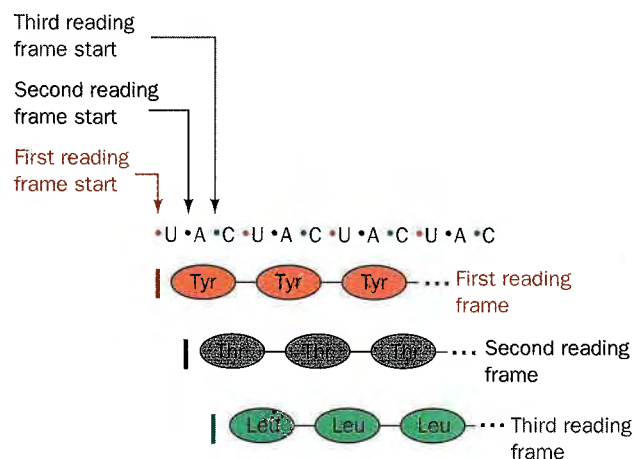 Third reading
frame start
Second reading
frame start
First reading
frame start
•U•A•C•U•A•C•U•A•C•U•A•C
Tyr Tyr Tyr ••• First reading
frame
Thr Thr Thr ••• Second reading
frame
Leu Leu Leu ••• Third reading
frame